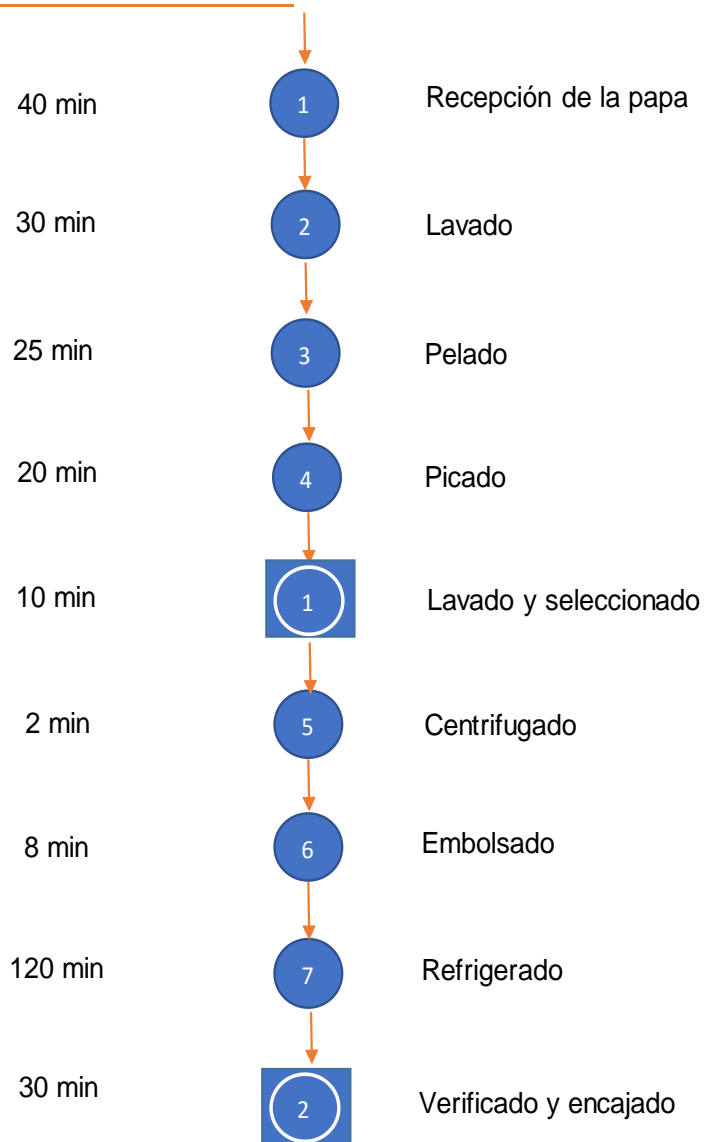 40 min 1 Recepción de la papa
30 min 2 Lavado
25 min 3 Pelado
20 min 4 Picado
10 min 1 Lavado y seleccionado
2 min 5 Centrifugado
8 min 6 Embolsado
120 min 7 Refrigerado
30 min 2 Verificado y encajado